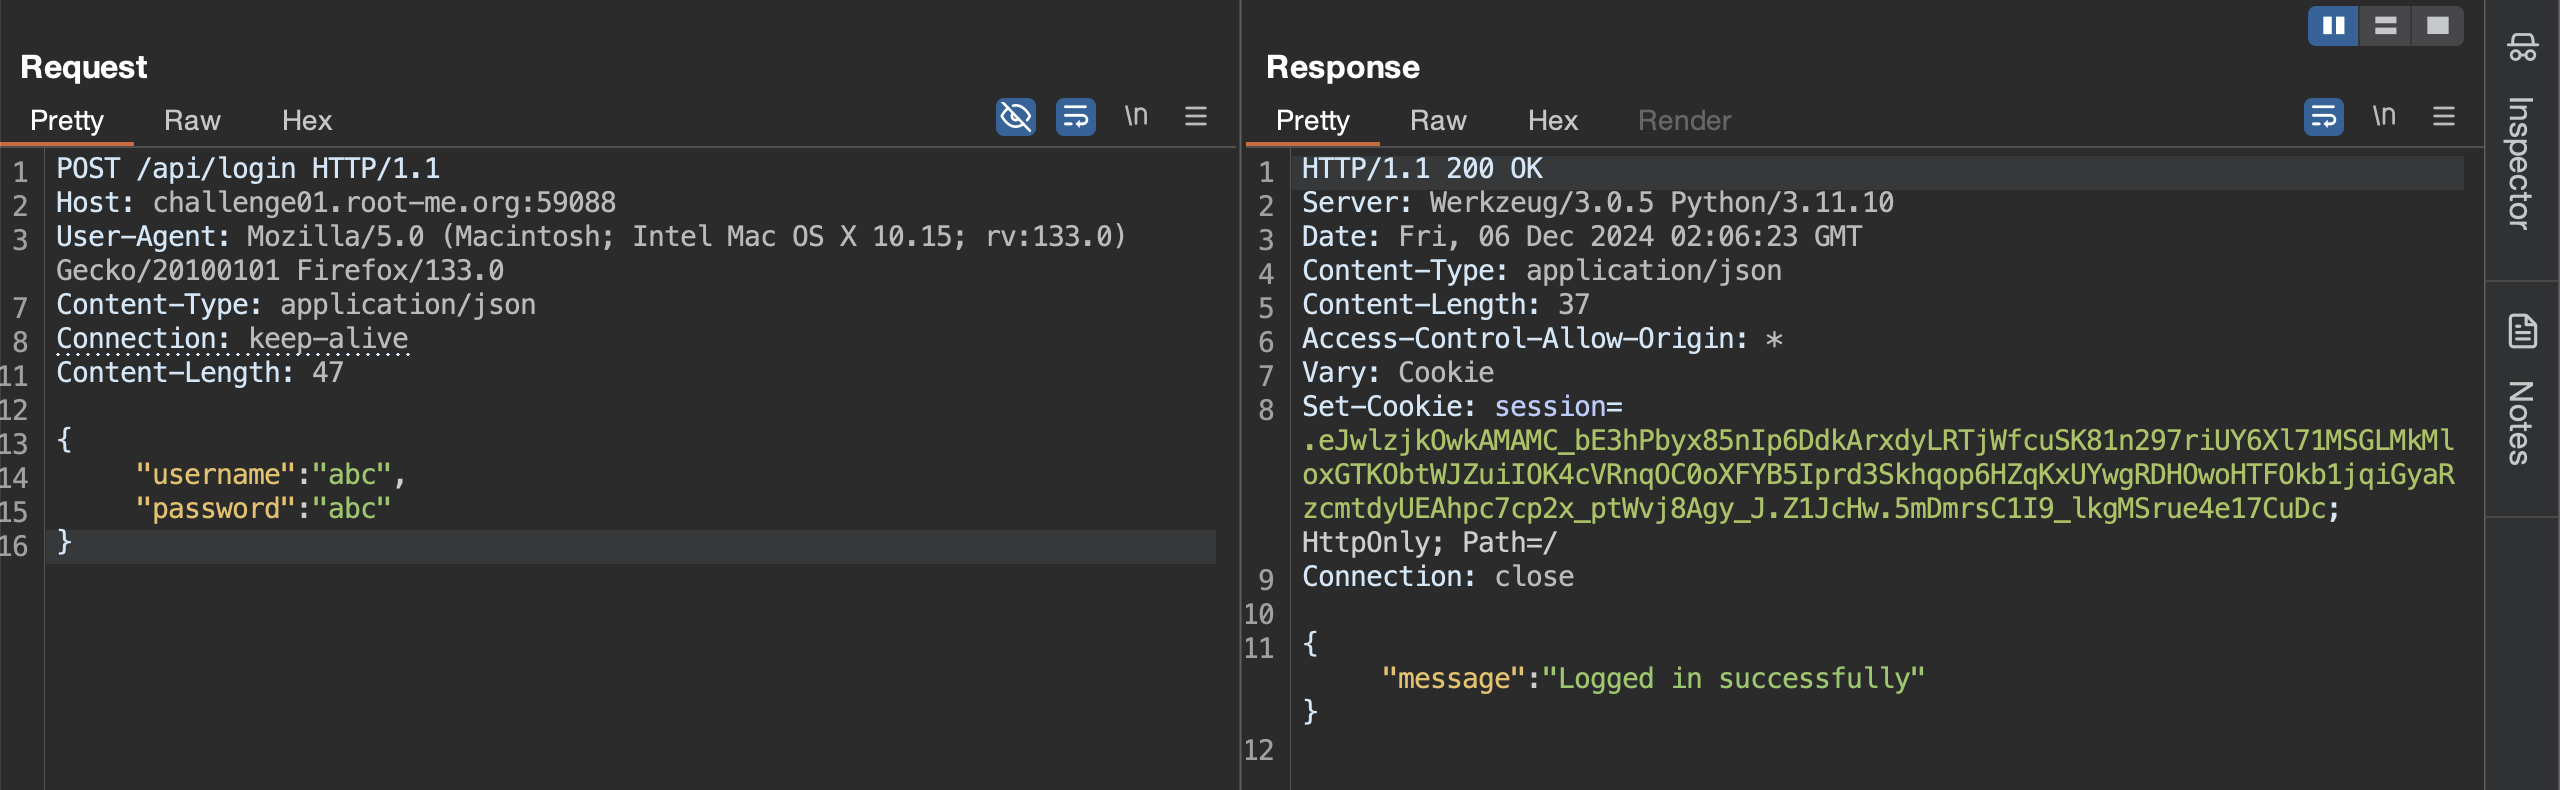 Request
Pretty Raw Hex \n
1 POST /api/login HTTP/1.1
2 Host: challenge01.root-me.org:59088
3 User-Agent: Mozilla/5.0 (Macintosh; Intel Mac OS X 10.15; rv:133.0)
Gecko/20100101 Firefox/133.0
7 Content-Type: application/json
8 Connection: keep-alive
11 Content-Length: 47
12
13 {
14 "username":"abc",
15 "password":"abc"
16 }
Response
Pretty Raw Hex Render \n
1 HTTP/1.1 200 OK
2 Server: Werkzeug/3.0.5 Python/3.11.10
3 Date: Fri, 06 Dec 2024 02:06:23 GMT
4 Content-Type: application/json
5 Content-Length: 37
6 Access-Control-Allow-Origin: *
7 Vary: Cookie
8 Set-Cookie: session=
.eJwlzjkOwkAMAMC_bE3hPbyx85nIp6DdkArxdyLRTjWfcuSK81n297riUY6Xl71MSGLMkMl
oxGTKObtWJZuiIOK4cVRnqOC0oXFYB5Iprd3Skhqop6HZqKxUYwgRDHOwoHTFOkb1jqiGyaR
zcmtdyUEAhpc7cp2x_ptWvj8Agy_J.Z1JcHw.5mDmrsC1I9_lkgMSrue4e17CuDc;
HttpOnly; Path=/
9 Connection: close
10
11 {
"message":"Logged in successfully"
}
12
Inspector
Notes